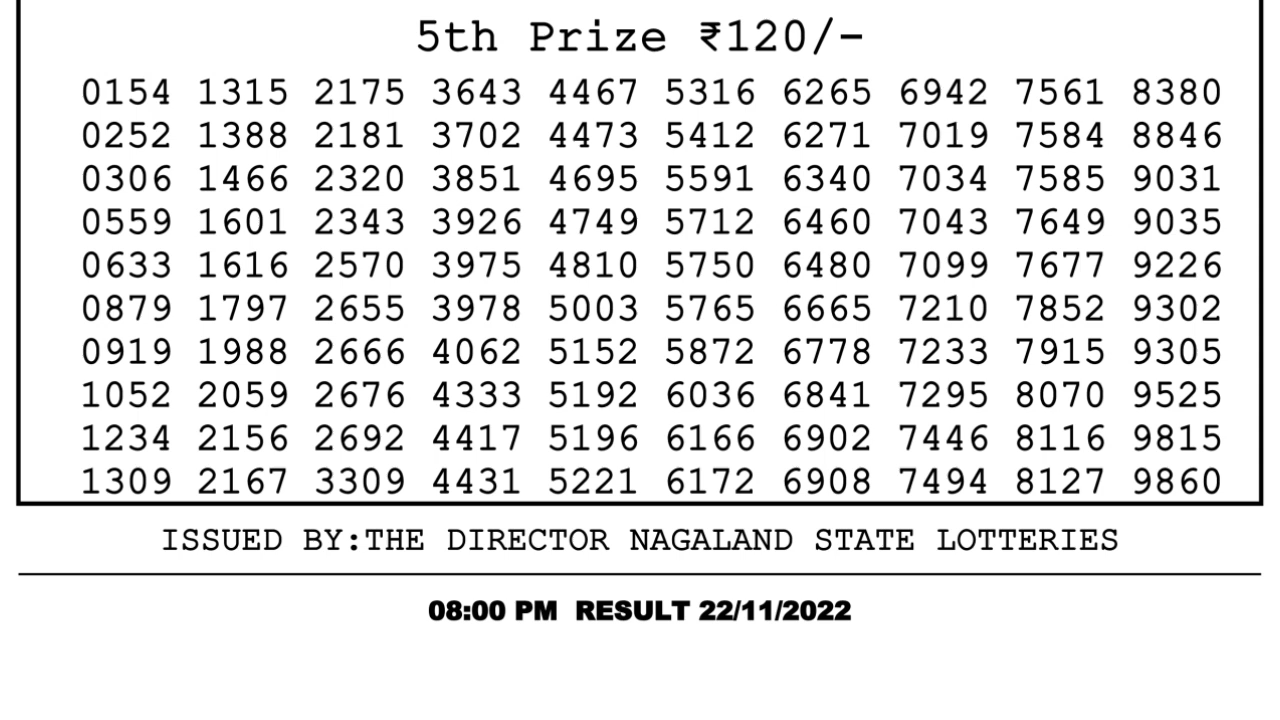 5th Prize ₹120/-
0154 1315 2175 3643 4467 5316 6265 6942 7561 8380
0252 1388 2181 3702 4473 5412 6271 7019 7584 8846
0306 1466 2320 3851 4695 5591 6340 7034 7585 9031
0559 1601 2343 3926 4749 5712 6460 7043 7649 9035
0633 1616 2570 3975 4810 5750 6480 7099 7677 9226
0879 1797 2655 3978 5003 5765 6665 7210 7852 9302
0919 1988 2666 4062 5152 5872 6778 7233 7915 9305
1052 2059 2676 4333 5192 6036 6841 7295 8070 9525
1234 2156 2692 4417 5196 6166 6902 7446 8116 9815
1309 2167 3309 4431 5221 6172 6908 7494 8127 9860
ISSUED BY:THE DIRECTOR NAGALAND STATE LOTTERIES
08:00 PM RESULT 22/11/2022